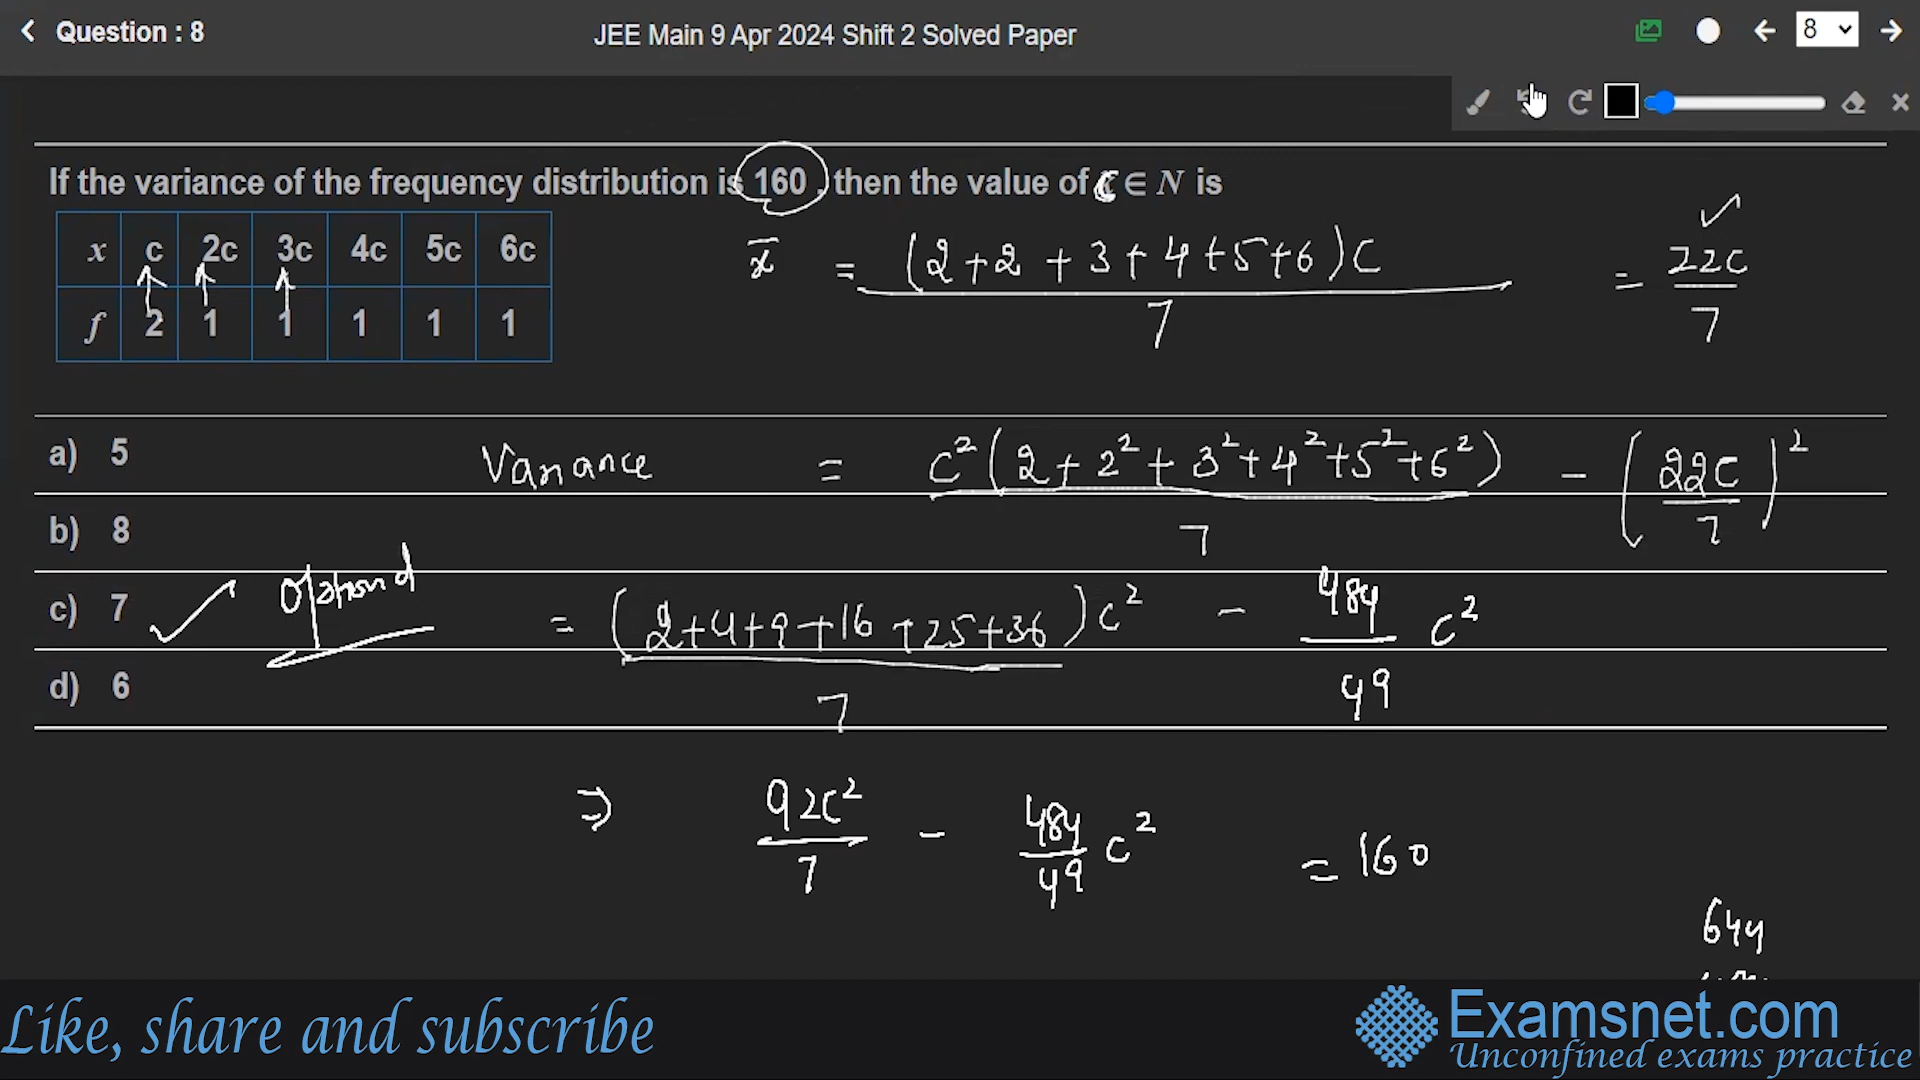 Question : 8
JEE Main 9 Apr 2024 Shift 2 Solved Paper
8
If the variance of the frequency distribution is 160, then the value of c ∈ N is
x c 2c 3c 4c 5c 6c
f 2 1 1 1 1 1
x̄ = (2+2+3+4+5+6)c / 7 = 22c / 7
a) 5
Variance = c²(2+2²+3²+4²+5²+6²) / 7 - (22c / 7)²
b) 8
c) 7
Option d
= (2+4+9+16+25+36)c² / 7 - 484 / 49 c²
d) 6
⇒ 92c² / 7 - 484 / 49 c² = 160
644
Like, share and subscribe
Examsnet.com
Unconfined exams practice